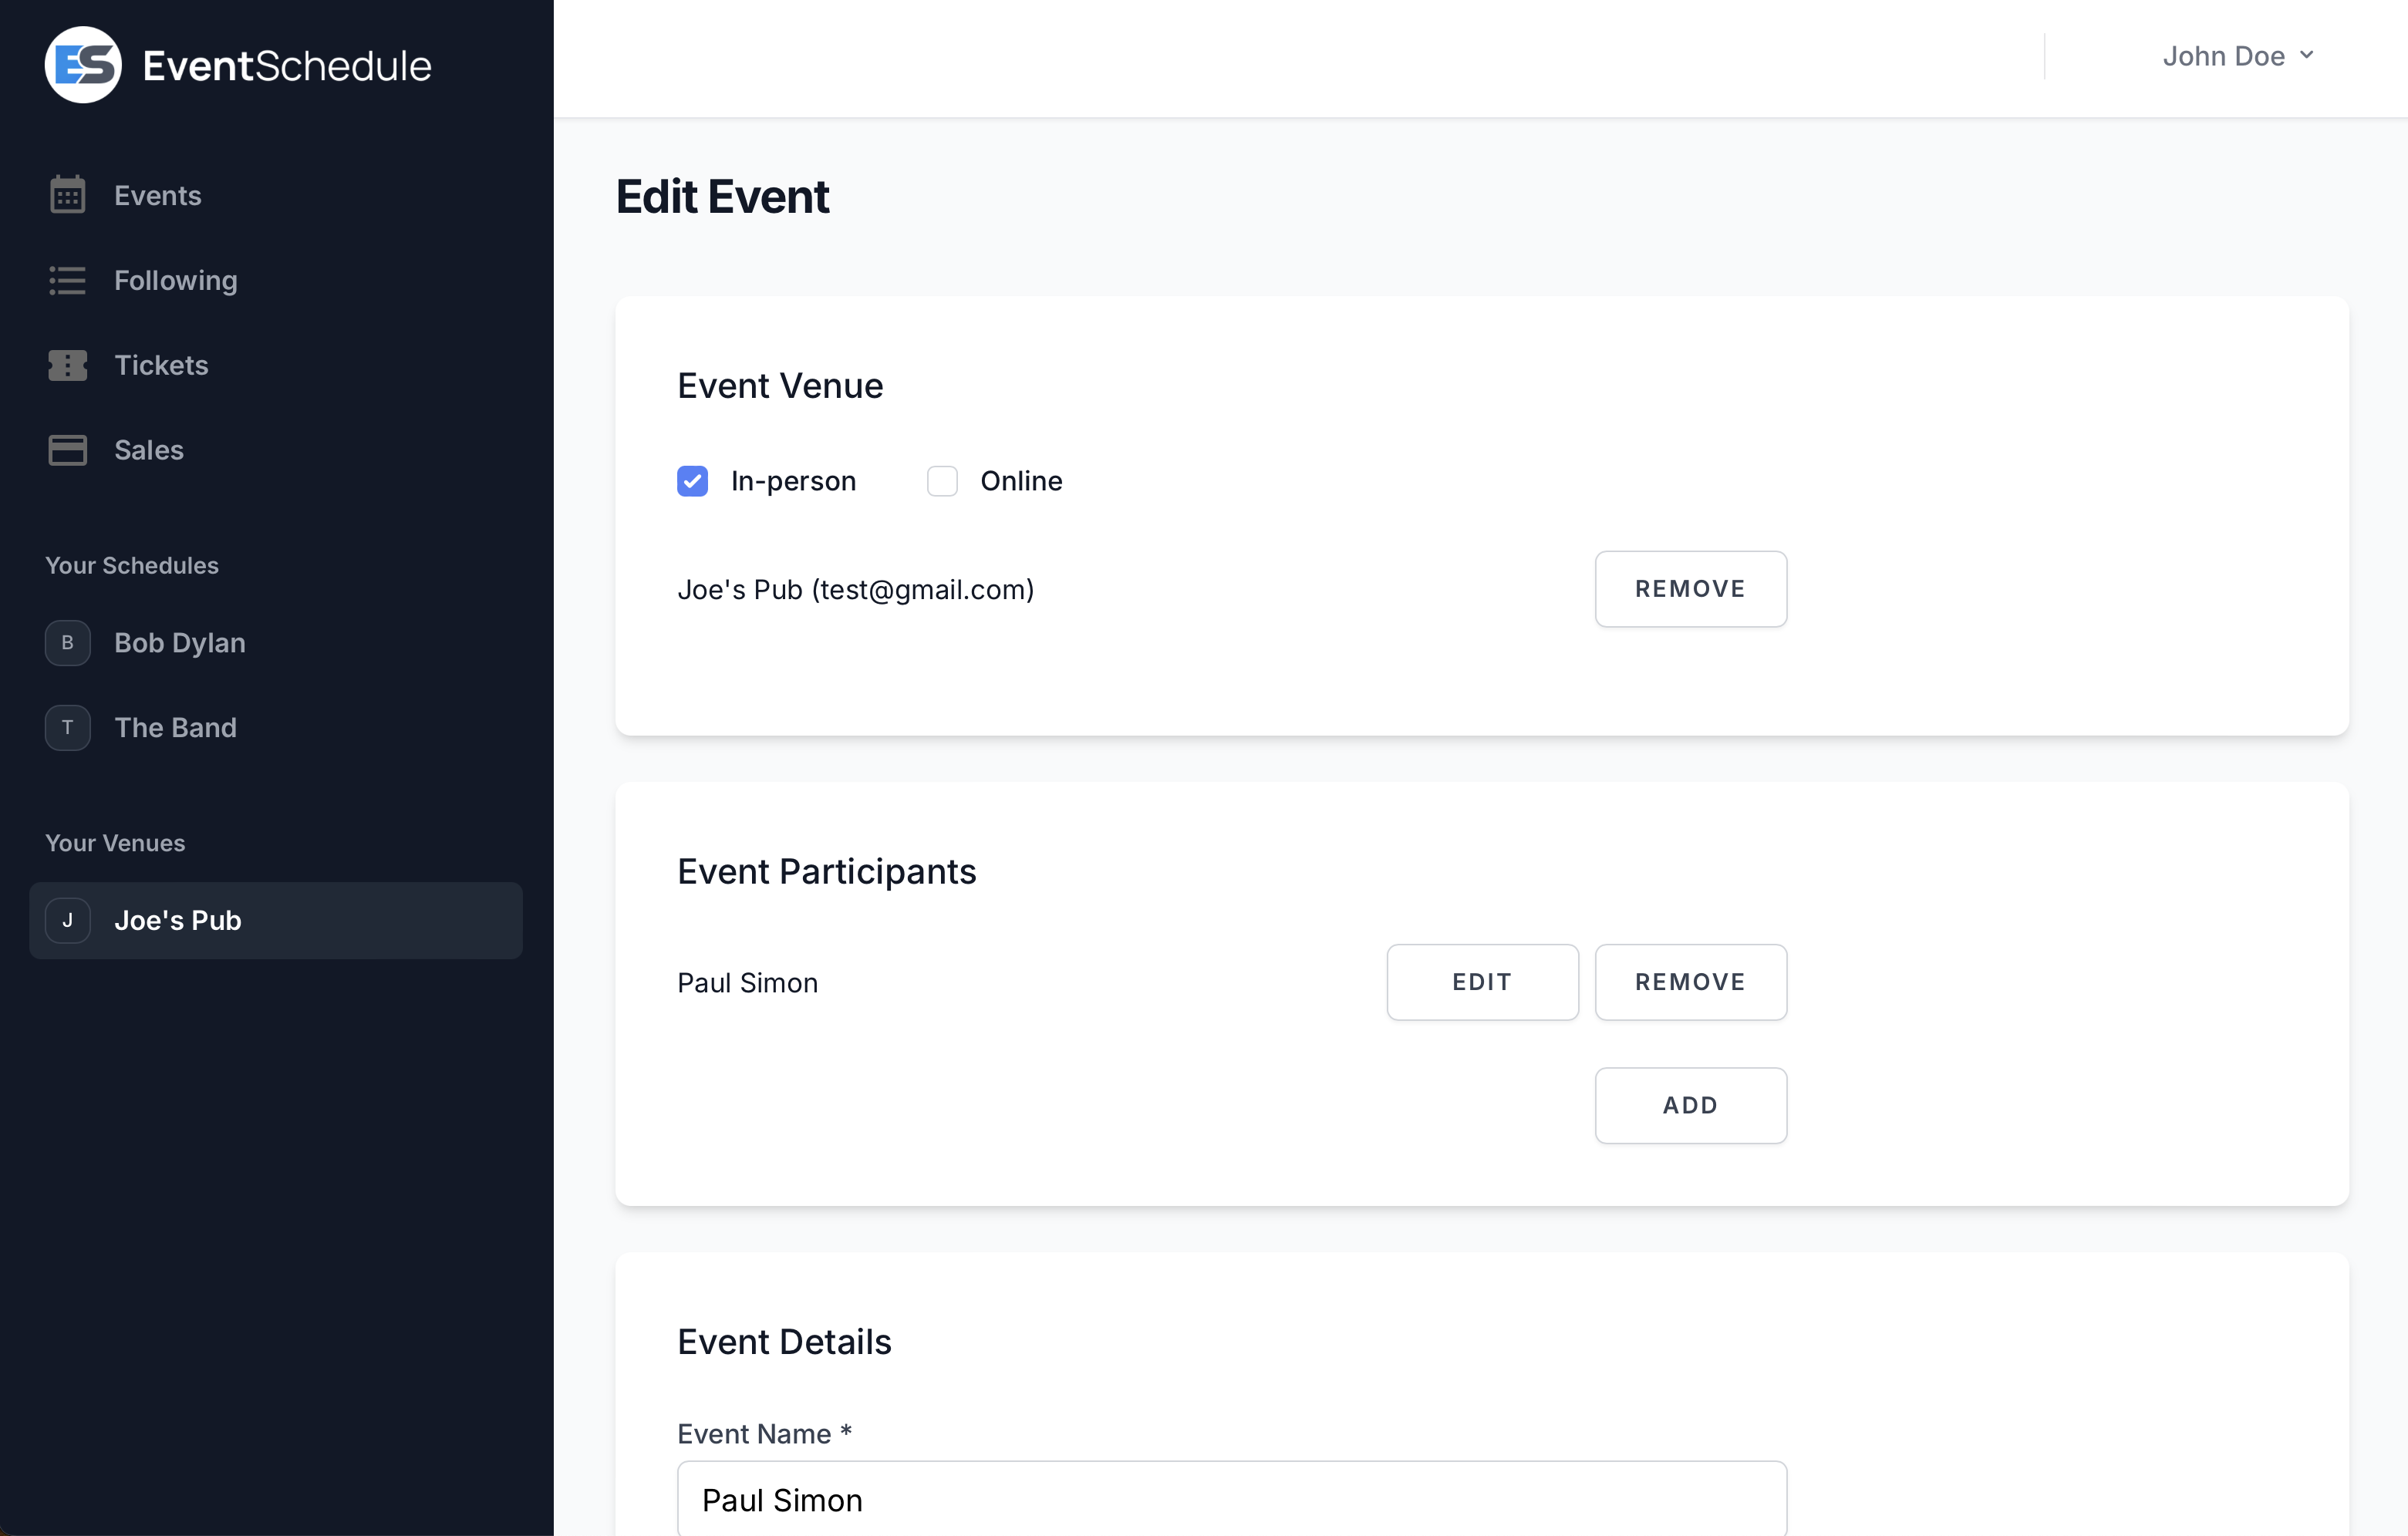 ES EventSchedule
John Doe
Events
Following
Tickets
Sales
Your Schedules
B Bob Dylan
T The Band
Your Venues
J Joe's Pub
Edit Event
Event Venue
In-person Online
Joe's Pub (test@gmail.com) REMOVE
Event Participants
Paul Simon EDIT REMOVE
ADD
Event Details
Event Name *
Paul Simon